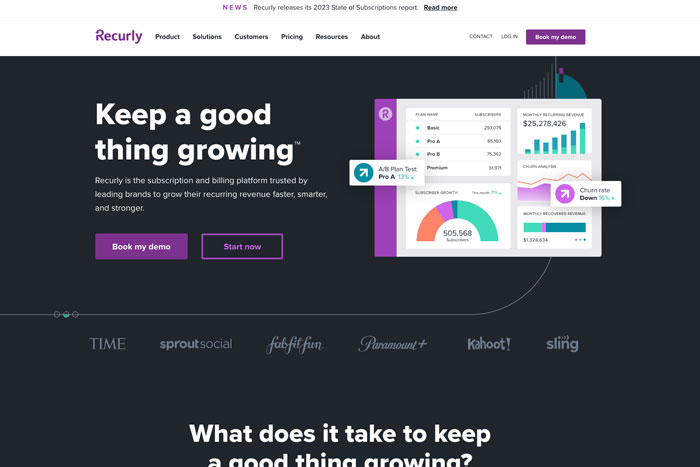 NEWS Recurly releases its 2023 State of Subscriptions report. Read more
Recurly Product Solutions Customers Pricing Resources About CONTACT LOG IN Book my demo
Keep a good
thing growing™
Recurly is the subscription and billing platform trusted by
leading brands to grow their recurring revenue faster, smarter,
and stronger.
Book my demo Start now
PLAN NAME SUBSCRIBERS
Basic 293,075
Pro A 85,160
Pro B 75,362
Premium 51,971
A/B Plan Test:
Pro A 13%
SUBSCRIBER GROWTH This month 11%
505,568
Subscribers
MONTHLY RECURRING REVENUE
$25,278,426
CHURN ANALYSIS
Churn rate
Down 16%
MONTHLY RECOVERED REVENUE
$1,328,634
TIME sproutsocial fabfitfun Paramount+ Kahoot! sling
What does it take to keep
a good thing growing?